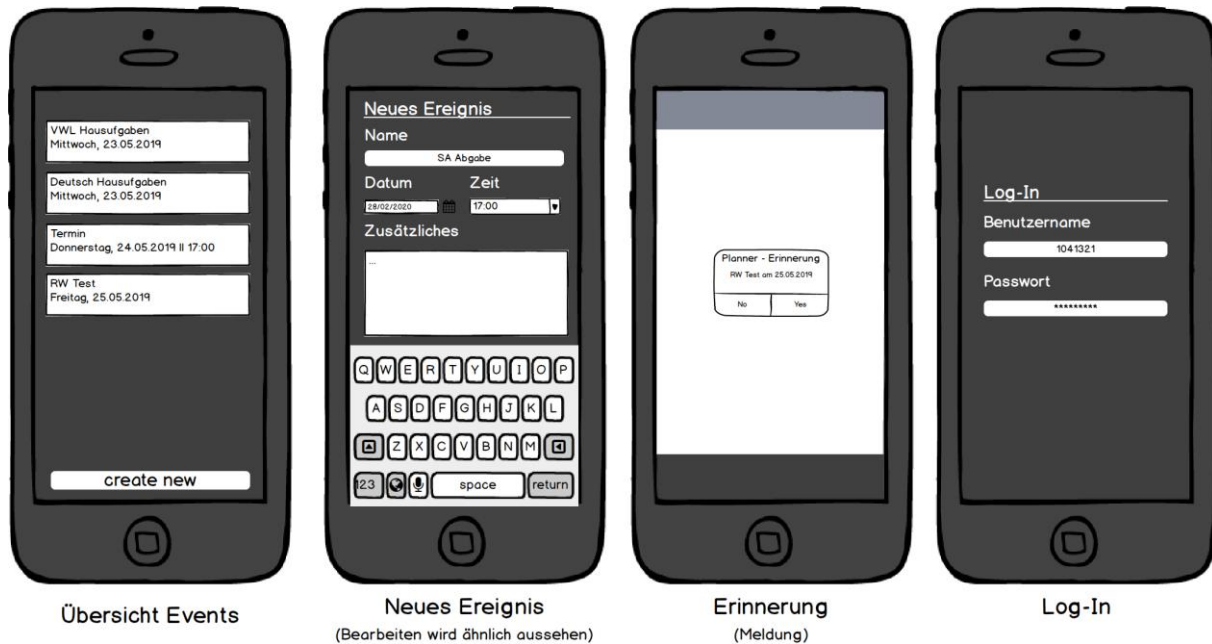 VWL Hausufgaben
Mittwoch, 23.05.2019
Deutsch Hausufgaben
Mittwoch, 23.05.2019
Termin
Donnerstag, 24.05.2019 || 17:00
RW Test
Freitag, 25.05.2019
create new
Übersicht Events
Neues Ereignis
Name
SA Abgabe
Datum Zeit
28/02/2020 17:00
Zusätzliches
...
Q W E R T Y U I O P
A S D F G H J K L
Z X C V B N M
123 space return
Neues Ereignis
(Bearbeiten wird ähnlich aussehen)
Planner - Erinnerung
RW Test am 25.05.2019
No Yes
Erinnerung
(Meldung)
Log-In
Benutzername
1041321
Passwort
*********
Log-In